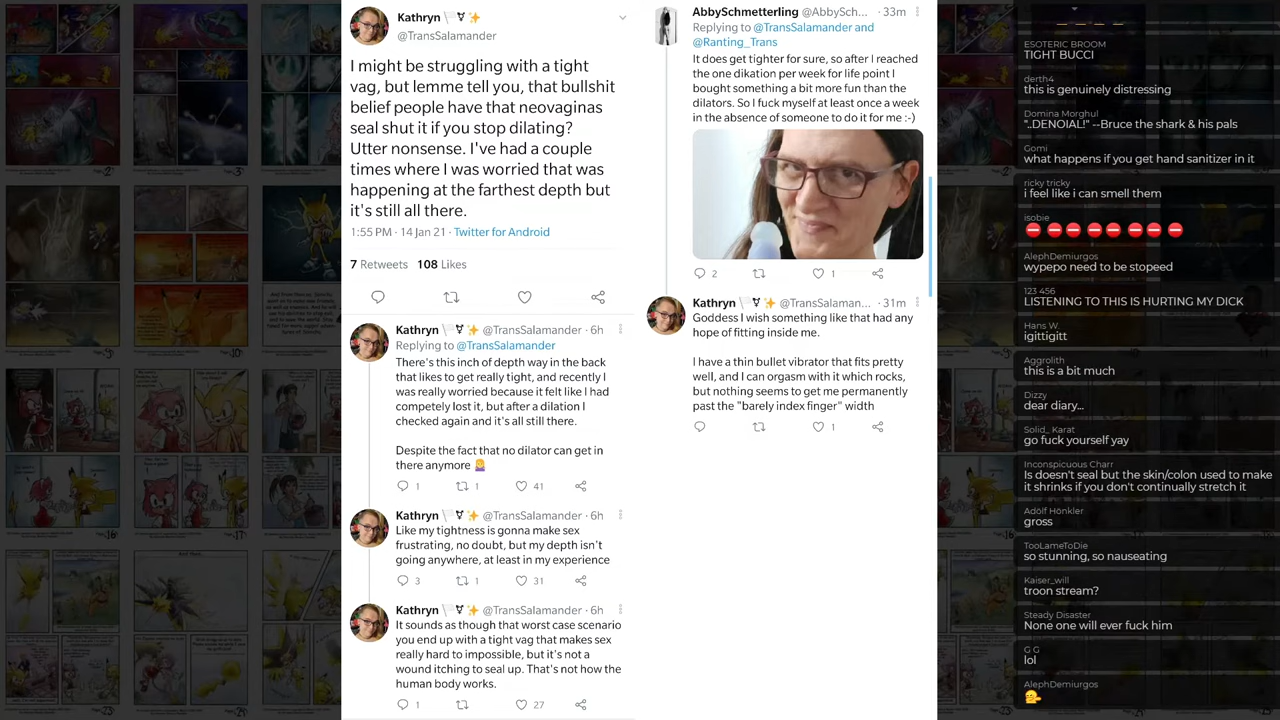 Kathryn
@TransSalamander
I might be struggling with a tight
vag, but lemme tell you, that bullshit
belief people have that neovaginas
seal shut it if you stop dilating?
Utter nonsense. I've had a couple
times where I was worried that was
happening at the farthest depth but
it's still all there.
1:55 PM · 14 Jan 21 · Twitter for Android
7 Retweets 108 Likes
Kathryn @TransSalamander · 6h
Replying to @TransSalamander
There's this inch of depth way in the back
that likes to get really tight, and recently I
was really worried because it felt like I had
competely lost it, but after a dilation I
checked again and it's all still there.
Despite the fact that no dilator can get in
there anymore 🤷‍♀️
1 1 41
Kathryn @TransSalamander · 6h
Like my tightness is gonna make sex
frustrating, no doubt, but my depth isn't
going anywhere, at least in my experience
3 1 31
Kathryn @TransSalamander · 6h
It sounds as though that worst case scenario
you end up with a tight vag that makes sex
really hard to impossible, but it's not a
wound itching to seal up. That's not how the
human body works.
1 27
AbbySchmetterling @AbbySch... · 33m
Replying to @TransSalamander and
@Ranting_Trans
It does get tighter for sure, so after I reached
the one dikation per week for life point I
bought something a bit more fun than the
dilators. So I fuck myself at least once a week
in the absence of someone to do it for me :-)
2 1
Kathryn @TransSalaman... · 31m
Goddess I wish something like that had any
hope of fitting inside me.
I have a thin bullet vibrator that fits pretty
well, and I can orgasm with it which rocks,
but nothing seems to get me permanently
past the "barely index finger" width
1
ESOTERIC BROOM
TIGHT BUCCI
derth4
this is genuinely distressing
Domina Morghul
"..DENOIAL!" --Bruce the shark & his pals
Gomi
what happens if you get hand sanitizer in it
ricky tricky
i feel like i can smell them
isobie
⛔ ⛔ ⛔ ⛔ ⛔ ⛔ ⛔
AlephDemiurgos
wypepo need to be stopeed
123 456
LISTENING TO THIS IS HURTING MY DICK
Hans W.
igittigitt
Aggrolith
this is a bit much
Dizzy
dear diary...
Solid_ Karat
go fuck yourself yay
Inconspicuous Charr
Is doesn't seal but the skin/colon used to make
it shrinks if you don't continually stretch it
Adolf Hönkler
gross
TooLameToDie
so stunning, so nauseating
Kaiser_will
troon stream?
Steady Disaster
None one will ever fuck him
G G
lol
AlephDemiurgos